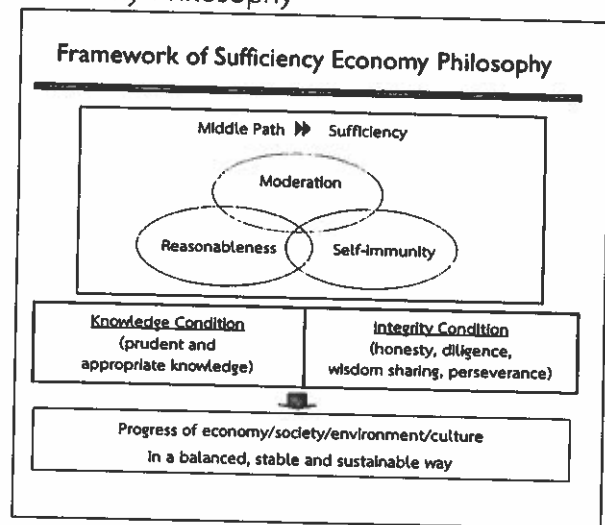 Philosophy
Framework of Sufficiency Economy Philosophy
Middle Path Sufficiency
Moderation
Reasonableness Self-immunity
Knowledge Condition
(prudent and
appropriate knowledge)
Integrity Condition
(honesty, diligence,
wisdom sharing, perseverance)
Progress of economy/society/environment/culture
In a balanced, stable and sustainable way